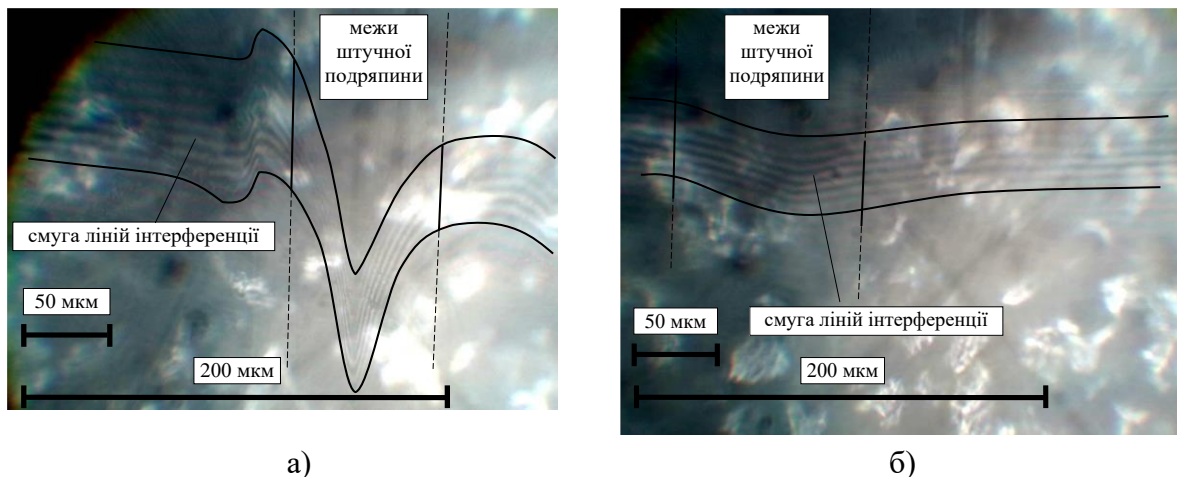 межи
штучної
подряпини
смуга ліній інтерференції
50 мкм
200 мкм
а)
межи
штучної
подряпини
смуга ліній інтерференції
50 мкм
200 мкм
б)